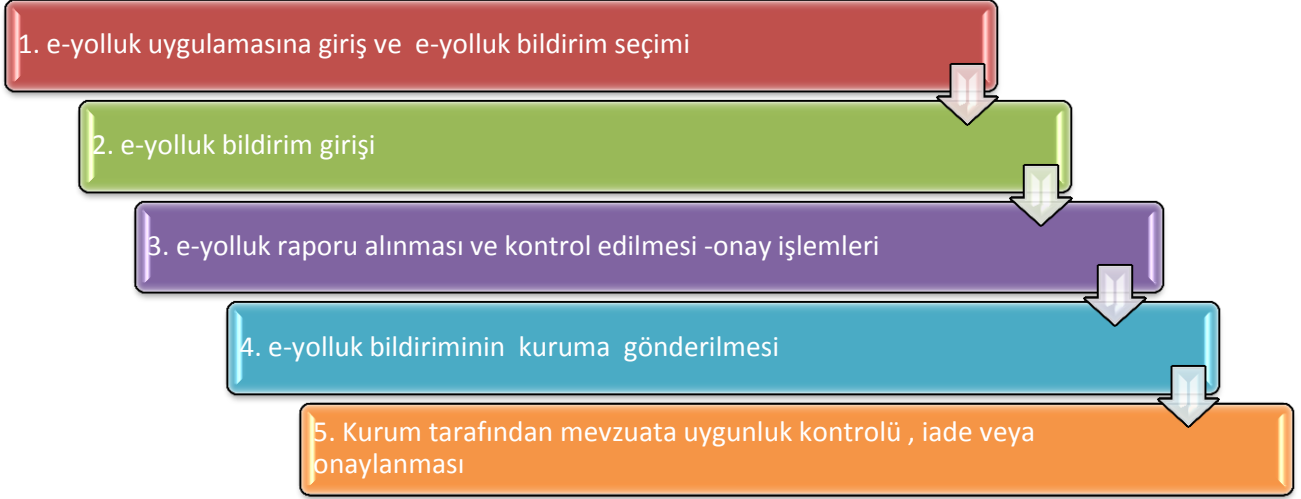 1. e-yolluk uygulamasına giriş ve e-yolluk bildirim seçimi
2. e-yolluk bildirim girişi
3. e-yolluk raporu alınması ve kontrol edilmesi -onay işlemleri
4. e-yolluk bildiriminin kuruma gönderilmesi
5. Kurum tarafından mevzuata uygunluk kontrolü , iade veya
onaylanması